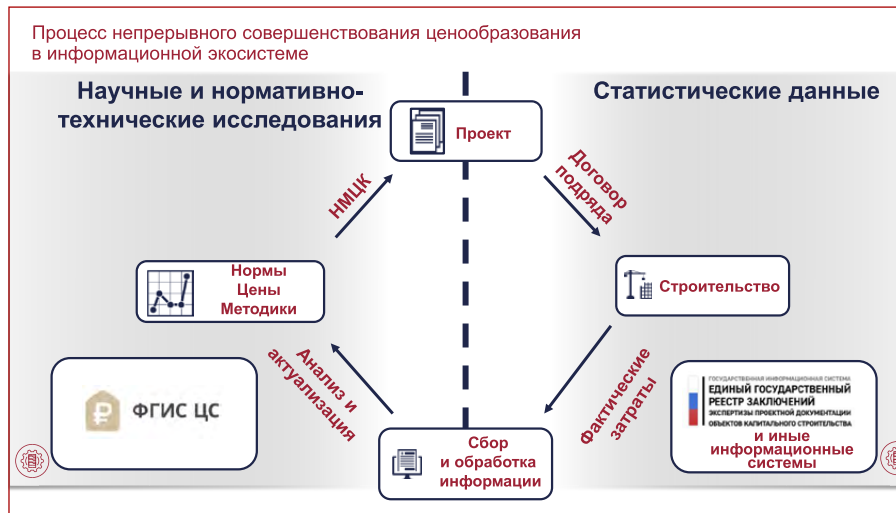 Процесс непрерывного совершенствования ценообразования
в информационной экосистеме
Научные и нормативно-
технические исследования
Статистические данные
Проект
НМЦК
Договор
подряда
Нормы
Цены
Методики
Строительство
Анализ и
актуализация
Фактические
затраты
ФГИС ЦС
Сбор
и обработка
информации
ГОСУДАРСТВЕННАЯ ИНФОРМАЦИОННАЯ СИСТЕМА
ЕДИНЫЙ ГОСУДАРСТВЕННЫЙ
РЕЕСТР ЗАКЛЮЧЕНИЙ
ЭКСПЕРТИЗЫ ПРОЕКТНОЙ ДОКУМЕНТАЦИИ
ОБЪЕКТОВ КАПИТАЛЬНОГО СТРОИТЕЛЬСТВА
и иные
информационные
системы